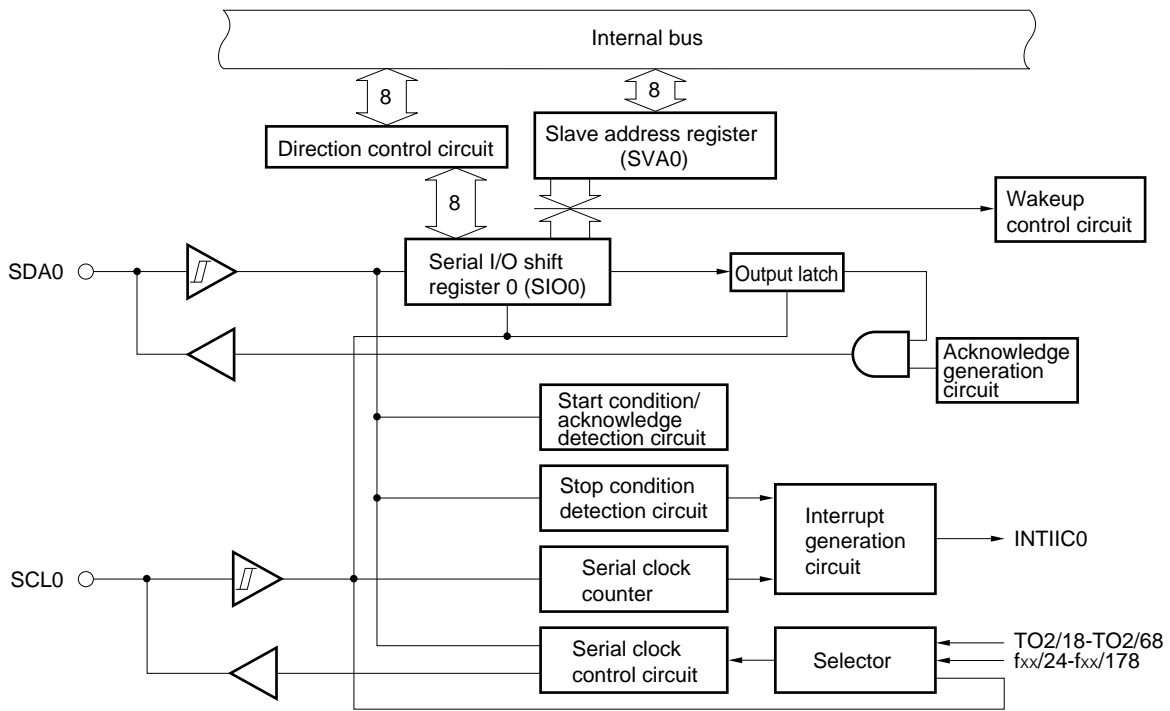 Internal bus
8
8
Direction control circuit
Slave address register
(SVA0)
8
Wakeup
control circuit
SDA0
Serial I/O shift
register 0 (SIO0)
Output latch
Acknowledge
generation
circuit
Start condition/
acknowledge
detection circuit
Stop condition
detection circuit
Interrupt
generation
circuit
INTIIC0
SCL0
Serial clock
counter
Serial clock
control circuit
Selector
TO2/18-TO2/68
fxx/24-fxx/178